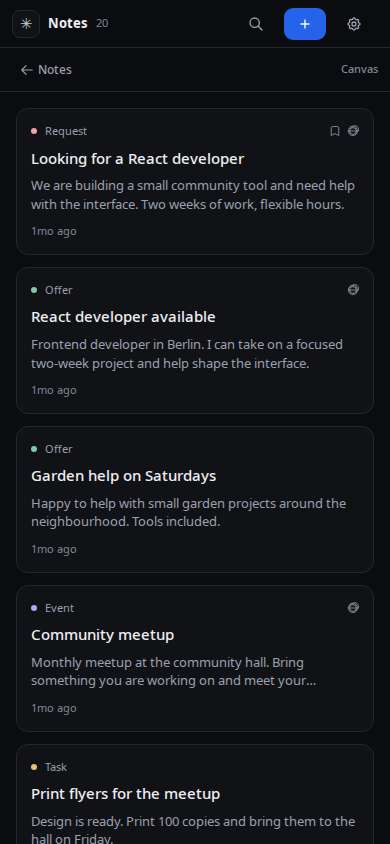 Notes 20
Notes
Canvas
Request
Looking for a React developer
We are building a small community tool and need help
with the interface. Two weeks of work, flexible hours.
1mo ago
Offer
React developer available
Frontend developer in Berlin. I can take on a focused
two-week project and help shape the interface.
1mo ago
Offer
Garden help on Saturdays
Happy to help with small garden projects around the
neighbourhood. Tools included.
1mo ago
Event
Community meetup
Monthly meetup at the community hall. Bring
something you are working on and meet your...
1mo ago
Task
Print flyers for the meetup
Design is ready. Print 100 copies and bring them to the
hall on Friday.